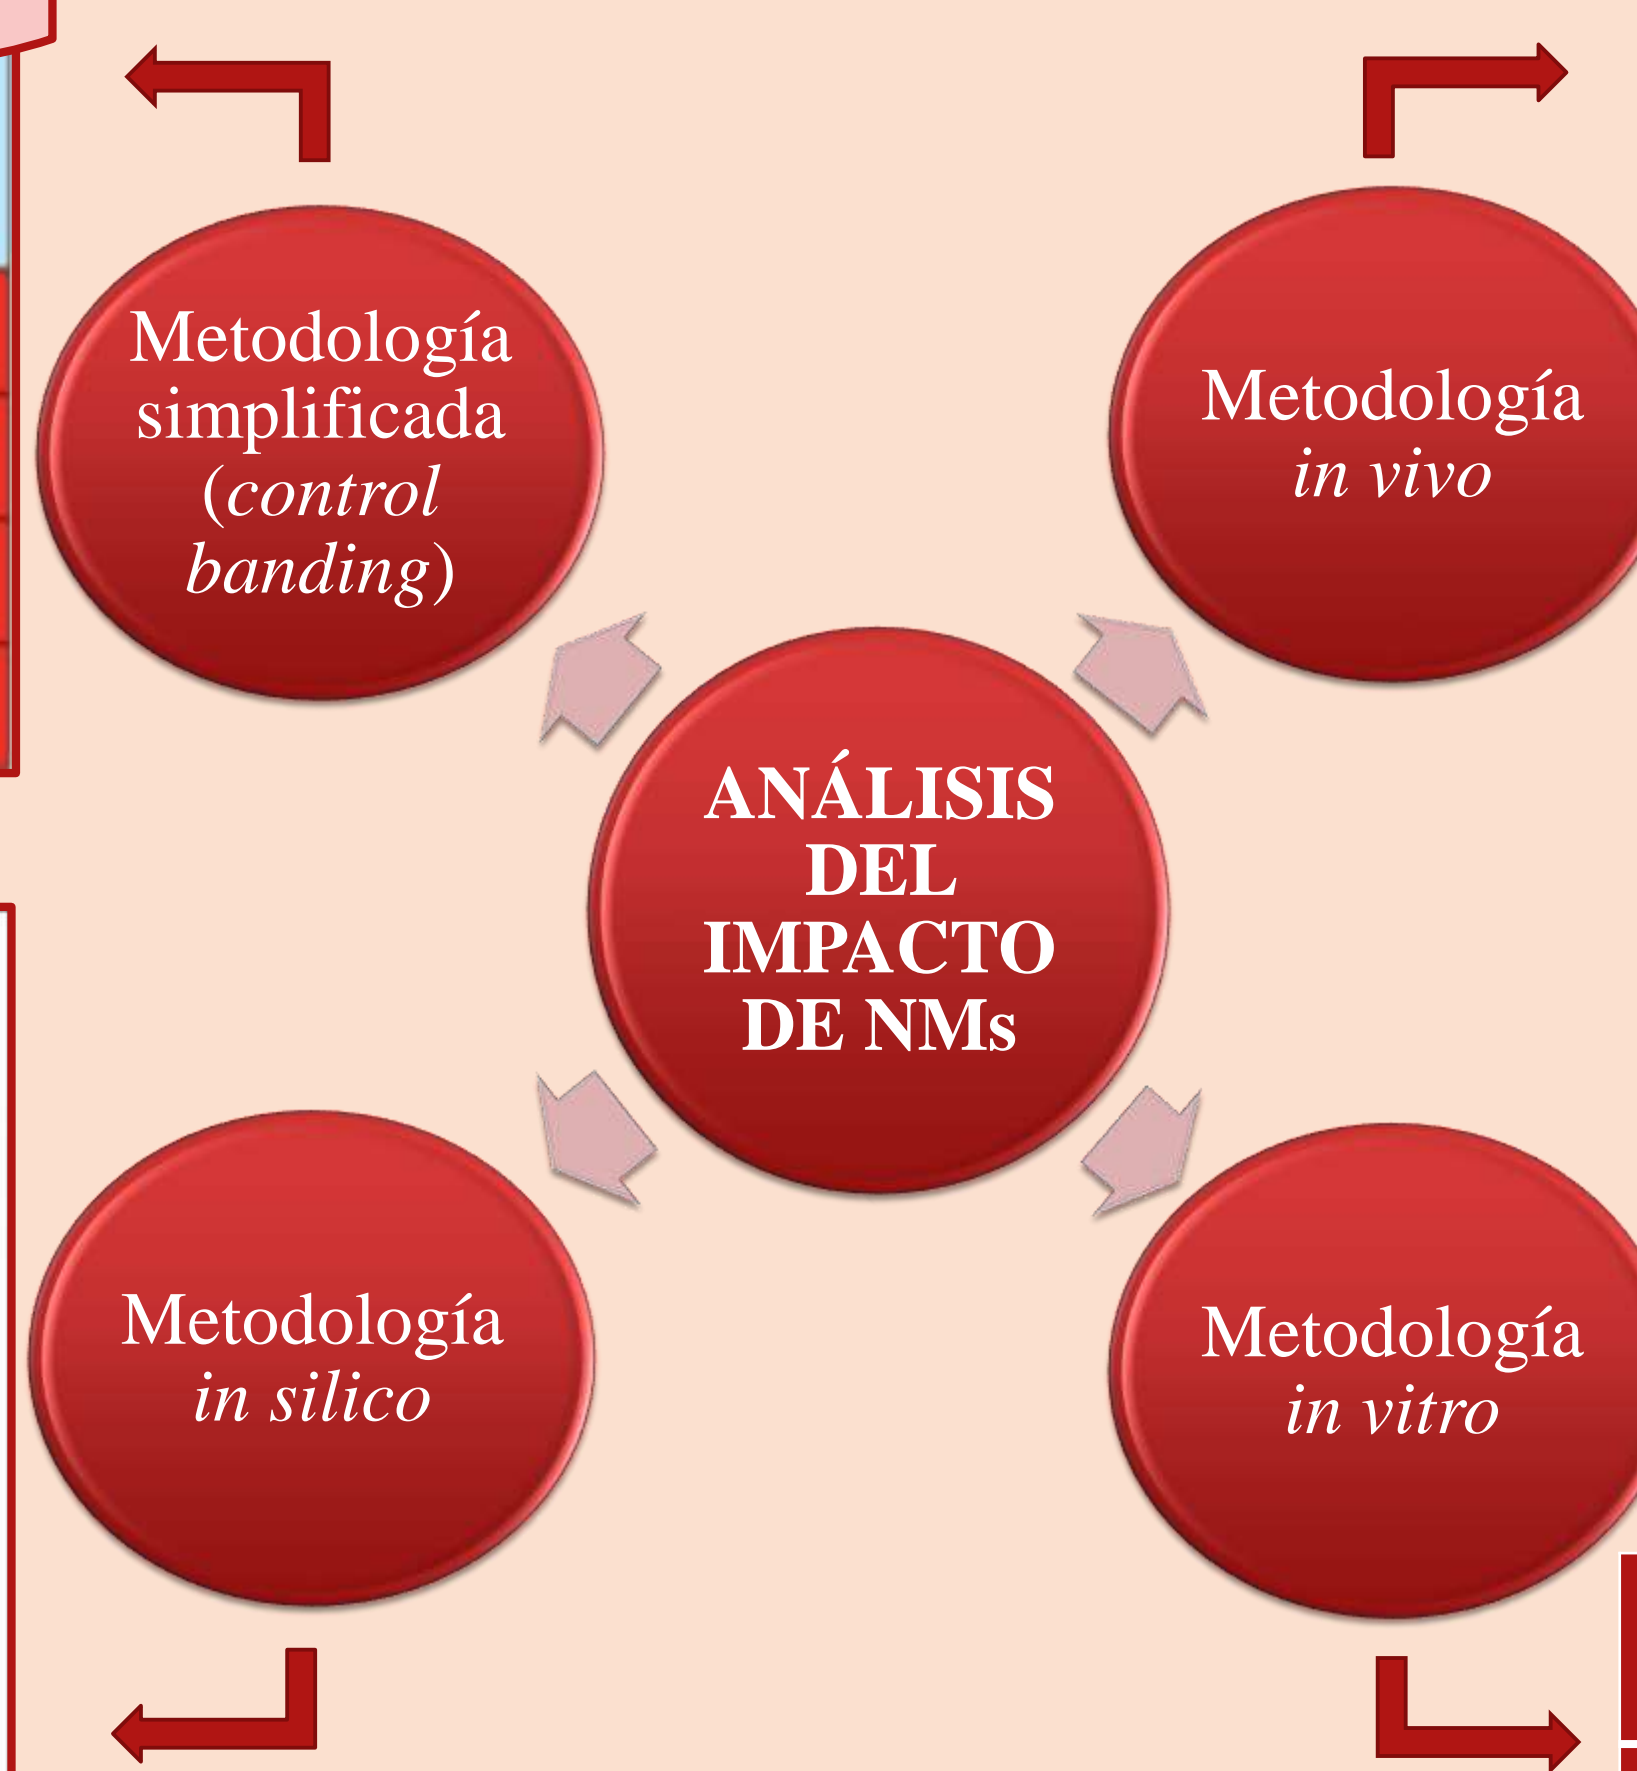 Metodología
simplificada
(control
banding)
Metodología
in vivo
ANÁLISIS
DEL
IMPACTO
DE NMs
Metodología
in silico
Metodología
in vitro